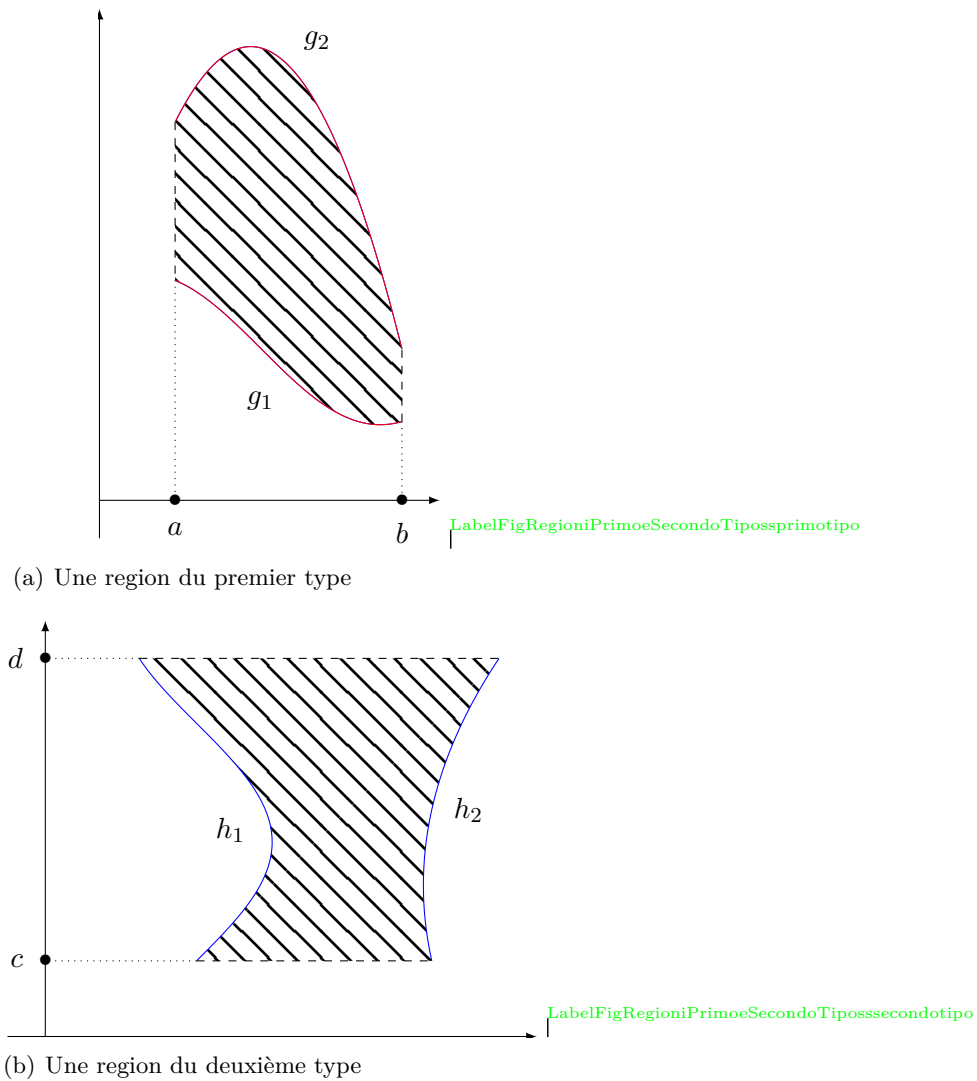 g₂
g₁
a
b
LabelFigRegioniPrimoeSecondoTipossprimotipo
(a) Une region du premier type
d
h₁
h₂
c
LabelFigRegioniPrimoeSecondoTiposssecondotipo
(b) Une region du deuxième type